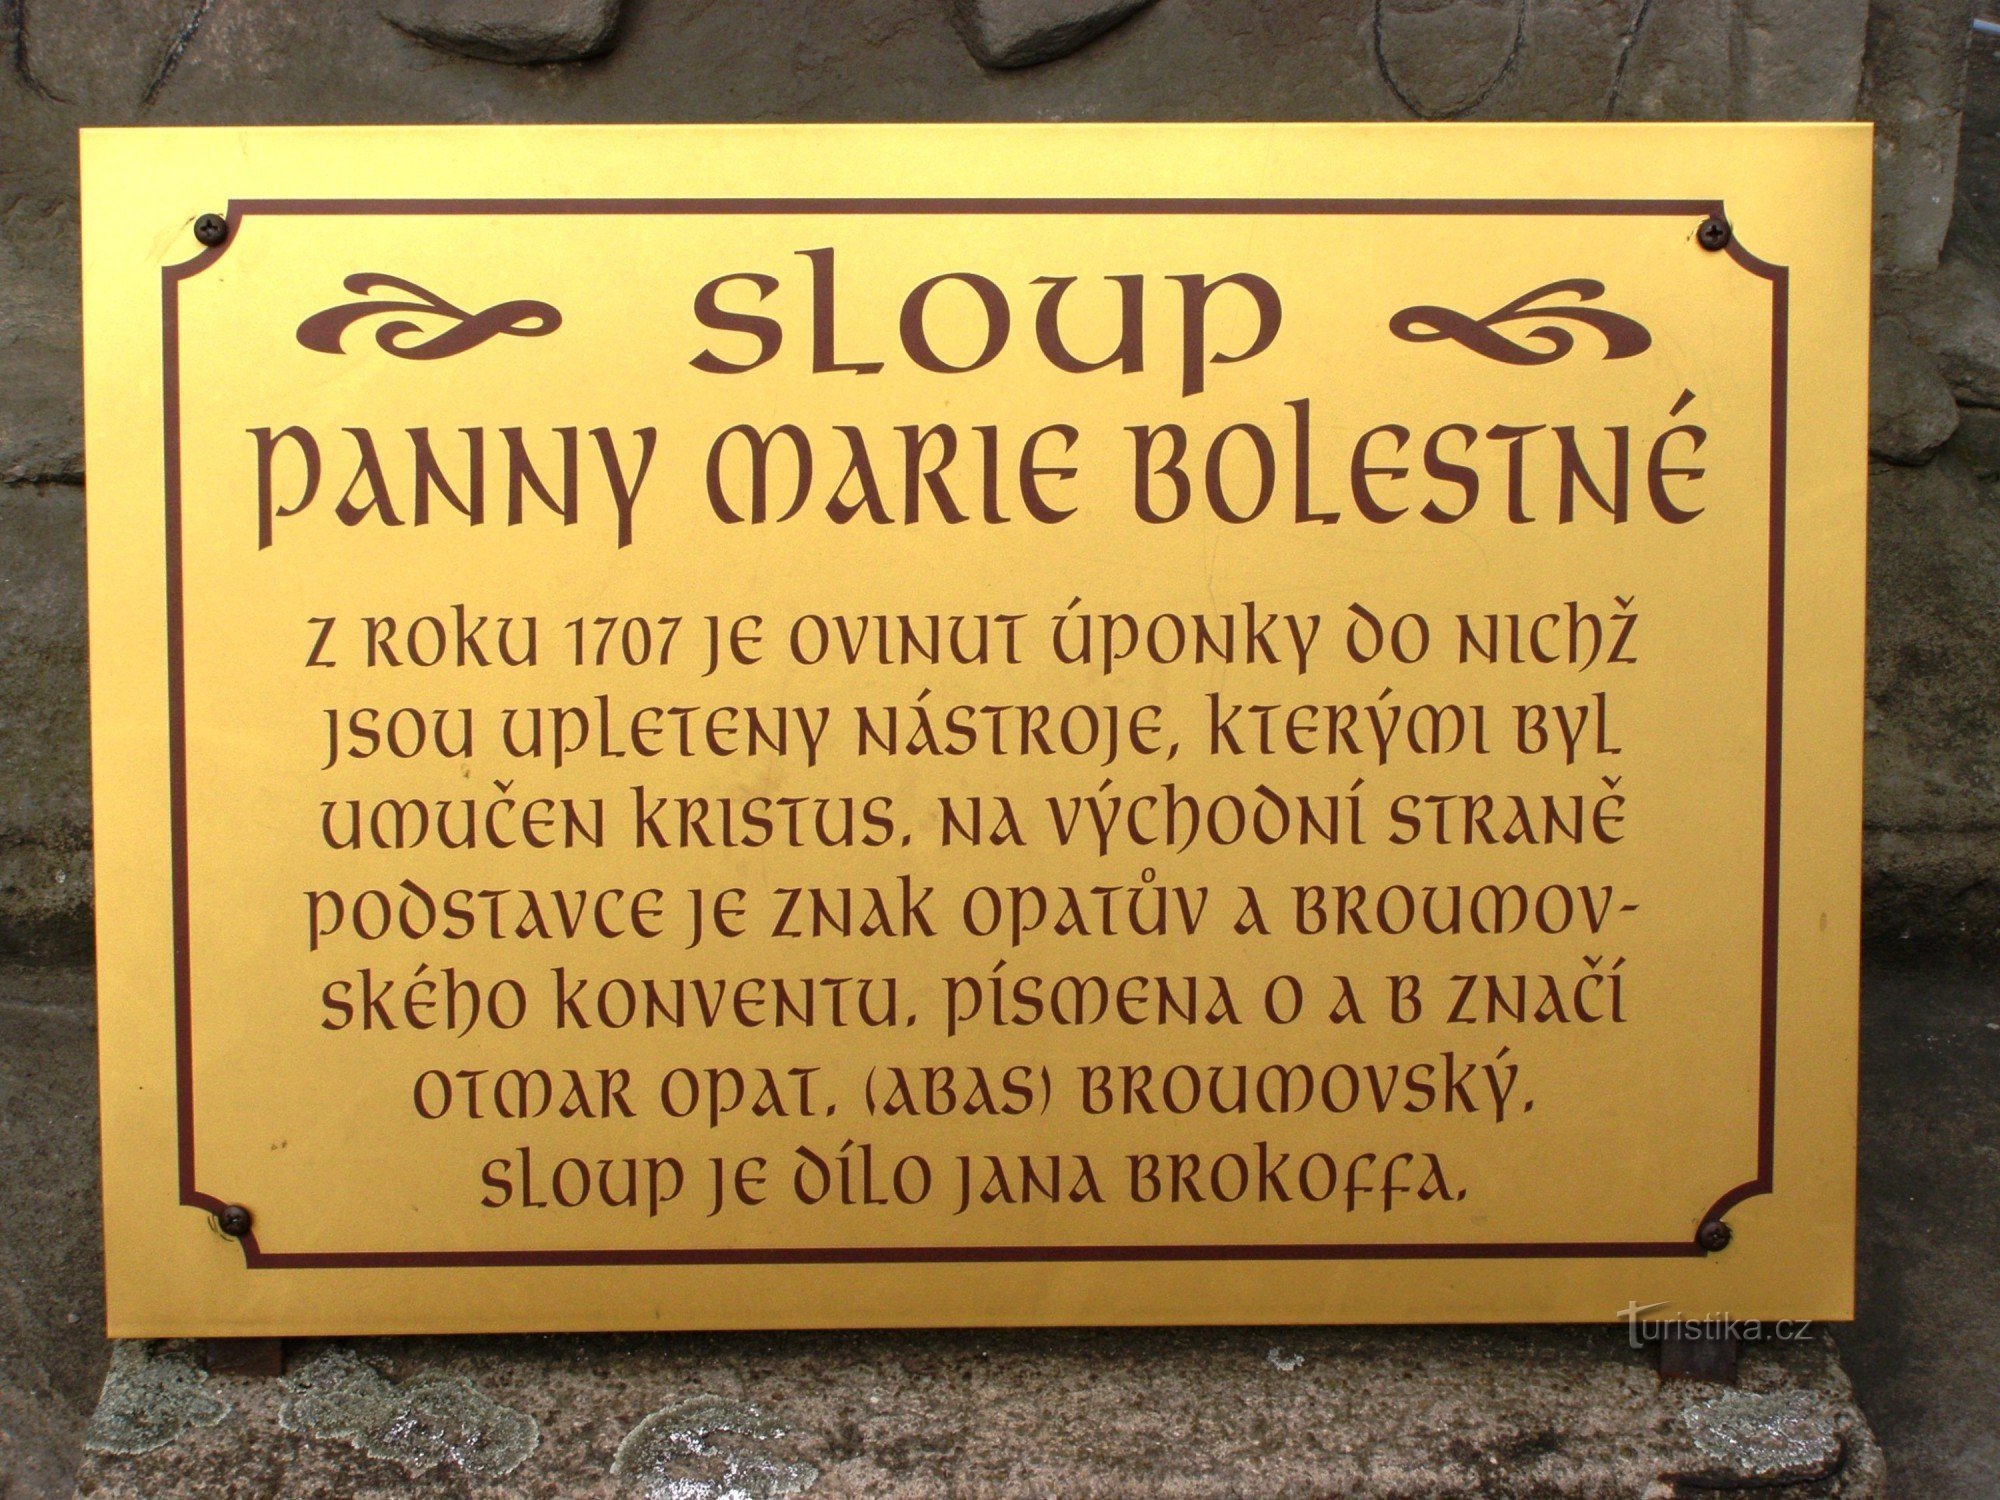 SLOUP
PANNY MARIE BOLESTNÉ
Z ROKU 1707 JE OVINUT ÚPONKY DO NICHŽ
JSOU UPLETENY NÁSTROJE, KTERÝMI BYL
UMUČEN KRISTUS. NA VÝCHODNÍ STRANĚ
PODSTAVCE JE ZNAK OPATŮV A BROUMOV-
SKÉHO KONVENTU. PÍSMENA O A B ZNAČÍ
OTMAR OPAT. (ABAS) BROUMOVSKÝ.
SLOUP JE DÍLO JANA BROKOFFA.
Turistika.cz